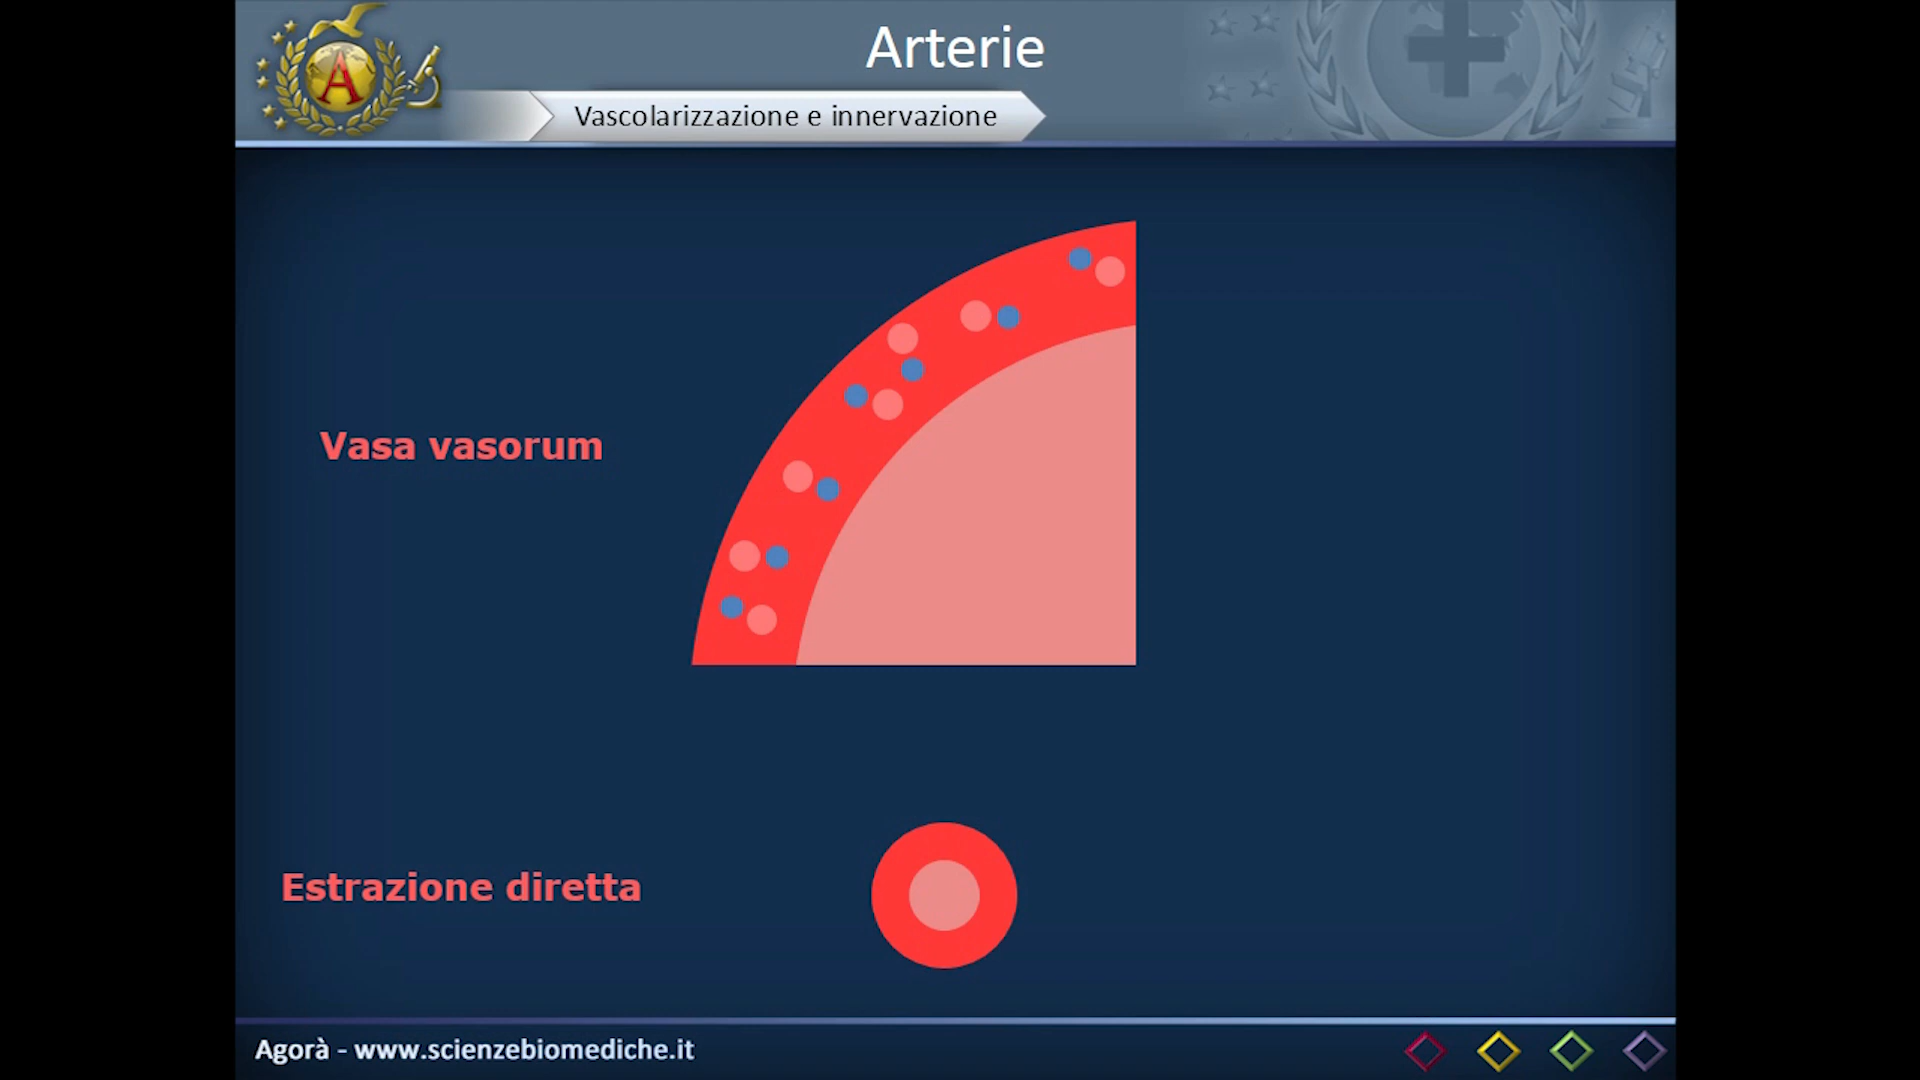 A
Arterie
Vascolarizzazione e innervazione
Vasa vasorum
Estrazione diretta
Agorà - www.scienzebiomediche.it